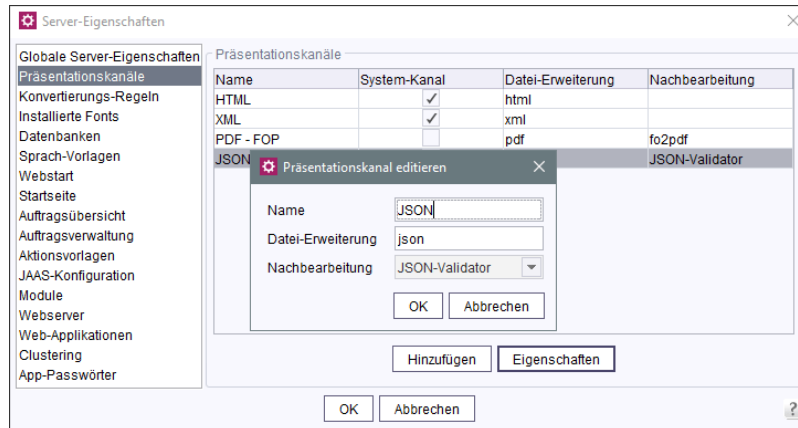 Server-Eigenschaften
Globale Server-Eigenschaften
Präsentationskanäle
Konvertierungs-Regeln
Installierte Fonts
Datenbanken
Sprach-Vorlagen
Webstart
Startseite
Auftragsübersicht
Auftragsverwaltung
Aktionsvorlagen
JAAS-Konfiguration
Module
Webserver
Web-Applikationen
Clustering
App-Passwörter
Präsentationskanäle
Name System-Kanal Datei-Erweiterung Nachbearbeitung
HTML html
XML xml
PDF - FOP pdf fo2pdf
JSON JSON-Validator
Präsentationskanal editieren
Name JSON
Datei-Erweiterung json
Nachbearbeitung JSON-Validator
OK Abbrechen
Hinzufügen Eigenschaften
OK Abbrechen
?